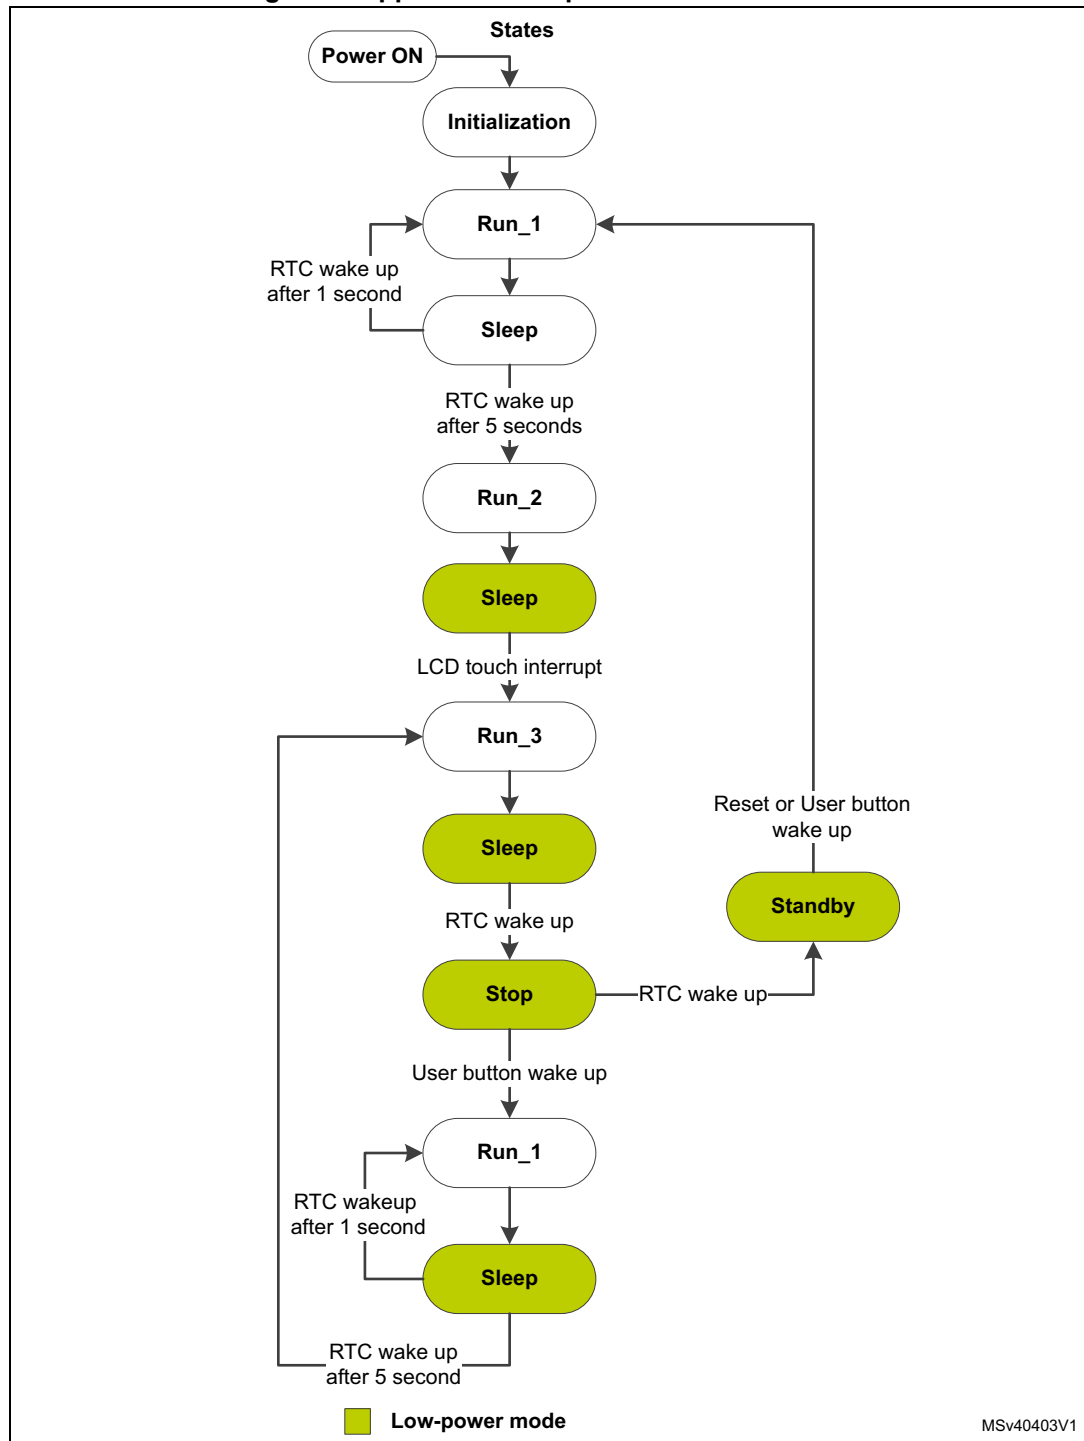 States
Power ON
Initialization
Run_1
RTC wake up
after 1 second
Sleep
RTC wake up
after 5 seconds
Run_2
Sleep
LCD touch interrupt
Run_3
Sleep
Reset or User button
wake up
Standby
RTC wake up
Stop
RTC wake up
User button wake up
Run_1
RTC wakeup
after 1 second
Sleep
RTC wake up
after 5 second
Low-power mode
MSv40403V1